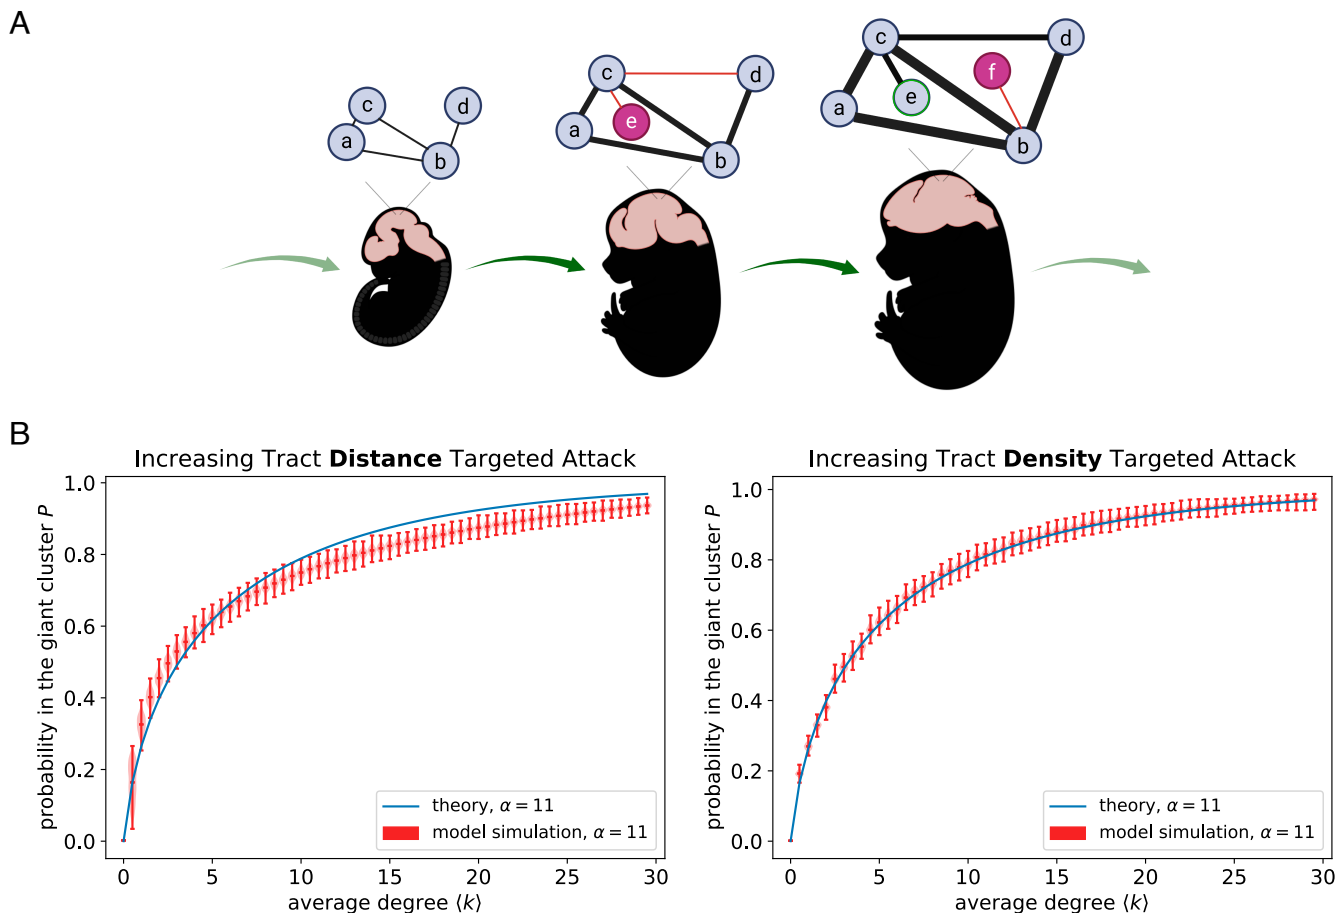 A
c
d
a
b
c
d
e
a
b
c
d
f
e
a
b
B
Increasing Tract Distance Targeted Attack
probability in the giant cluster P
1.0
0.8
0.6
0.4
0.2
0.0
theory, α = 11
model simulation, α = 11
0 5 10 15 20 25 30
average degree ⟨k⟩
Increasing Tract Density Targeted Attack
probability in the giant cluster P
1.0
0.8
0.6
0.4
0.2
0.0
theory, α = 11
model simulation, α = 11
0 5 10 15 20 25 30
average degree ⟨k⟩